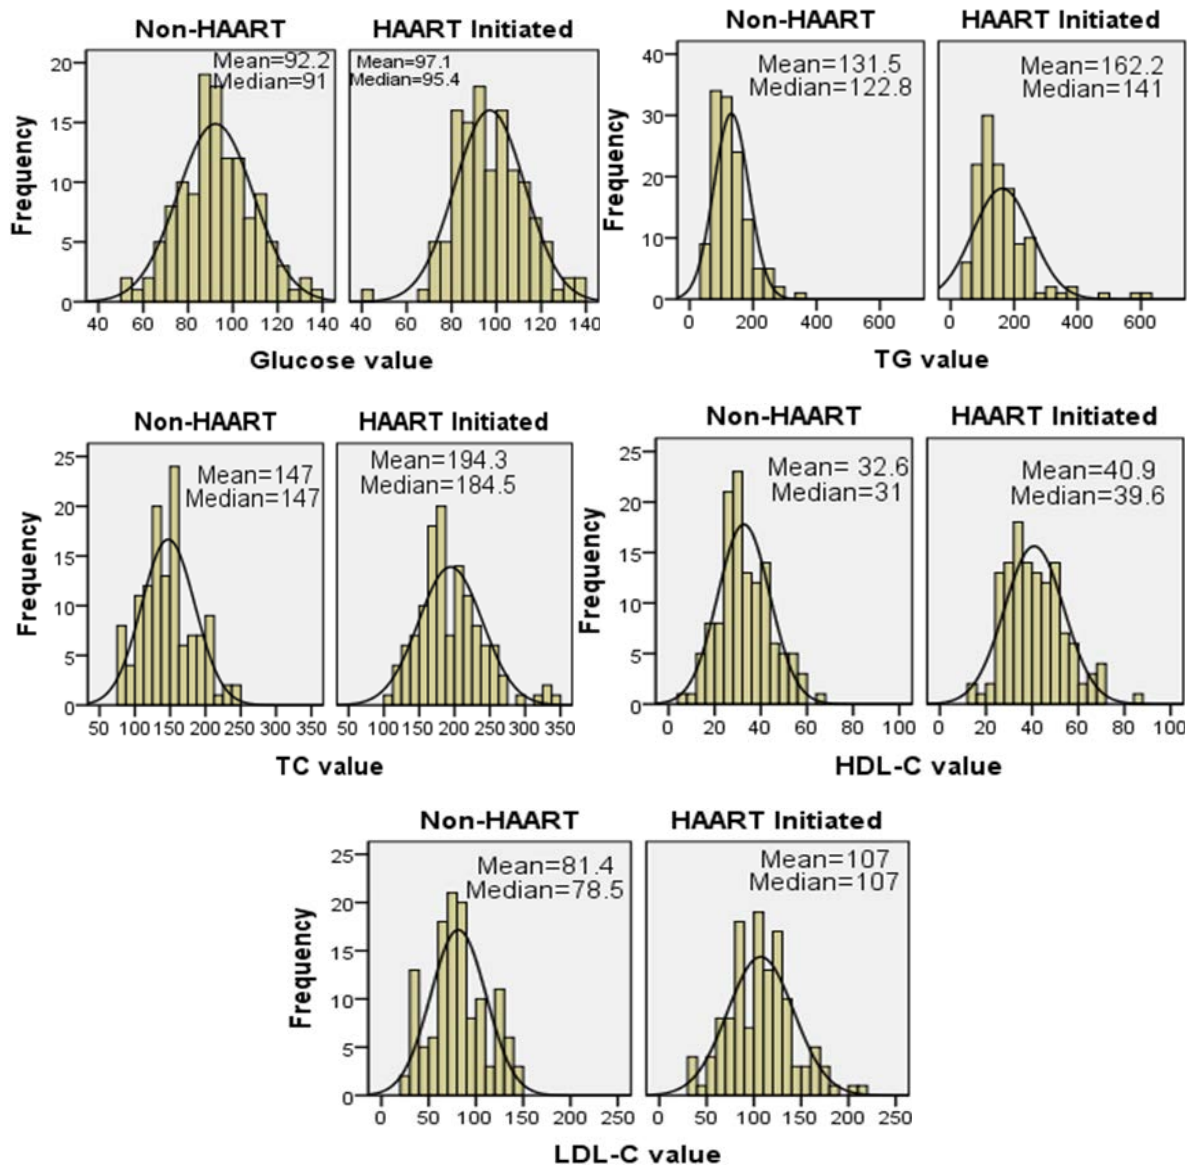 Non-HAART
HAART Initiated
Mean=92.2
Median=91
Mean=97.1
Median=95.4
Frequency
20
15
10
5
0
40 60 80 100 120 140
40 60 80 100 120 140
Glucose value
Non-HAART
HAART Initiated
Mean=131.5
Median=122.8
Mean=162.2
Median=141
Frequency
40
30
20
10
0
0 200 400 600
0 200 400 600
TG value
Non-HAART
HAART Initiated
Mean=147
Median=147
Mean=194.3
Median=184.5
Frequency
25
20
15
10
5
0
50 100 150 200 250 300 350
50 100 150 200 250 300 350
TC value
Non-HAART
HAART Initiated
Mean= 32.6
Median=31
Mean=40.9
Median=39.6
Frequency
25
20
15
10
5
0
0 20 40 60 80 100
0 20 40 60 80 100
HDL-C value
Non-HAART
HAART Initiated
Mean=81.4
Median=78.5
Mean=107
Median=107
Frequency
25
20
15
10
5
0
0 50 100 150 200 250
0 50 100 150 200 250
LDL-C value